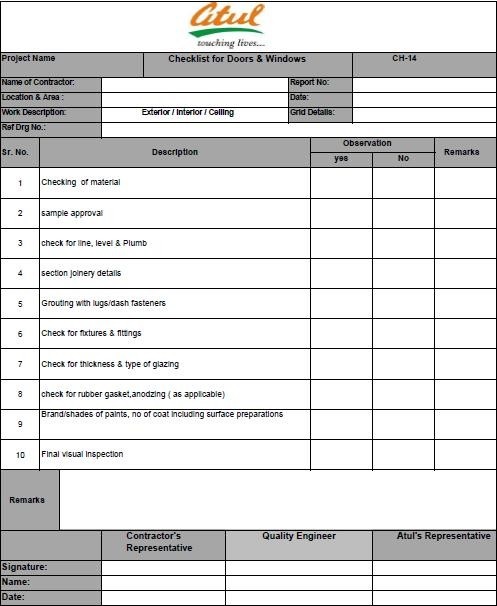 atul
touching lives...
Project Name Checklist for Doors & Windows CH-14
Name of Contractor: Report No:
Location & Area : Date:
Work Description: Exterior / Interior / Ceiling Grid Details:
Ref Drg No.:
Sr. No. Description Observation Remarks
yes No
1 Checking of material
2 sample approval
3 check for line, level & Plumb
4 section joinery details
5 Grouting with lugs/dash fasteners
6 Check for fixtures & fittings
7 Check for thickness & type of glazing
8 check for rubber gasket,anodzing ( as applicable)
9 Brand/shades of paints, no of coat including surface preparations
10 Final visual inspection
Remarks
Contractor's Quality Engineer Atul's Representative
Representative
Signature:
Name:
Date: